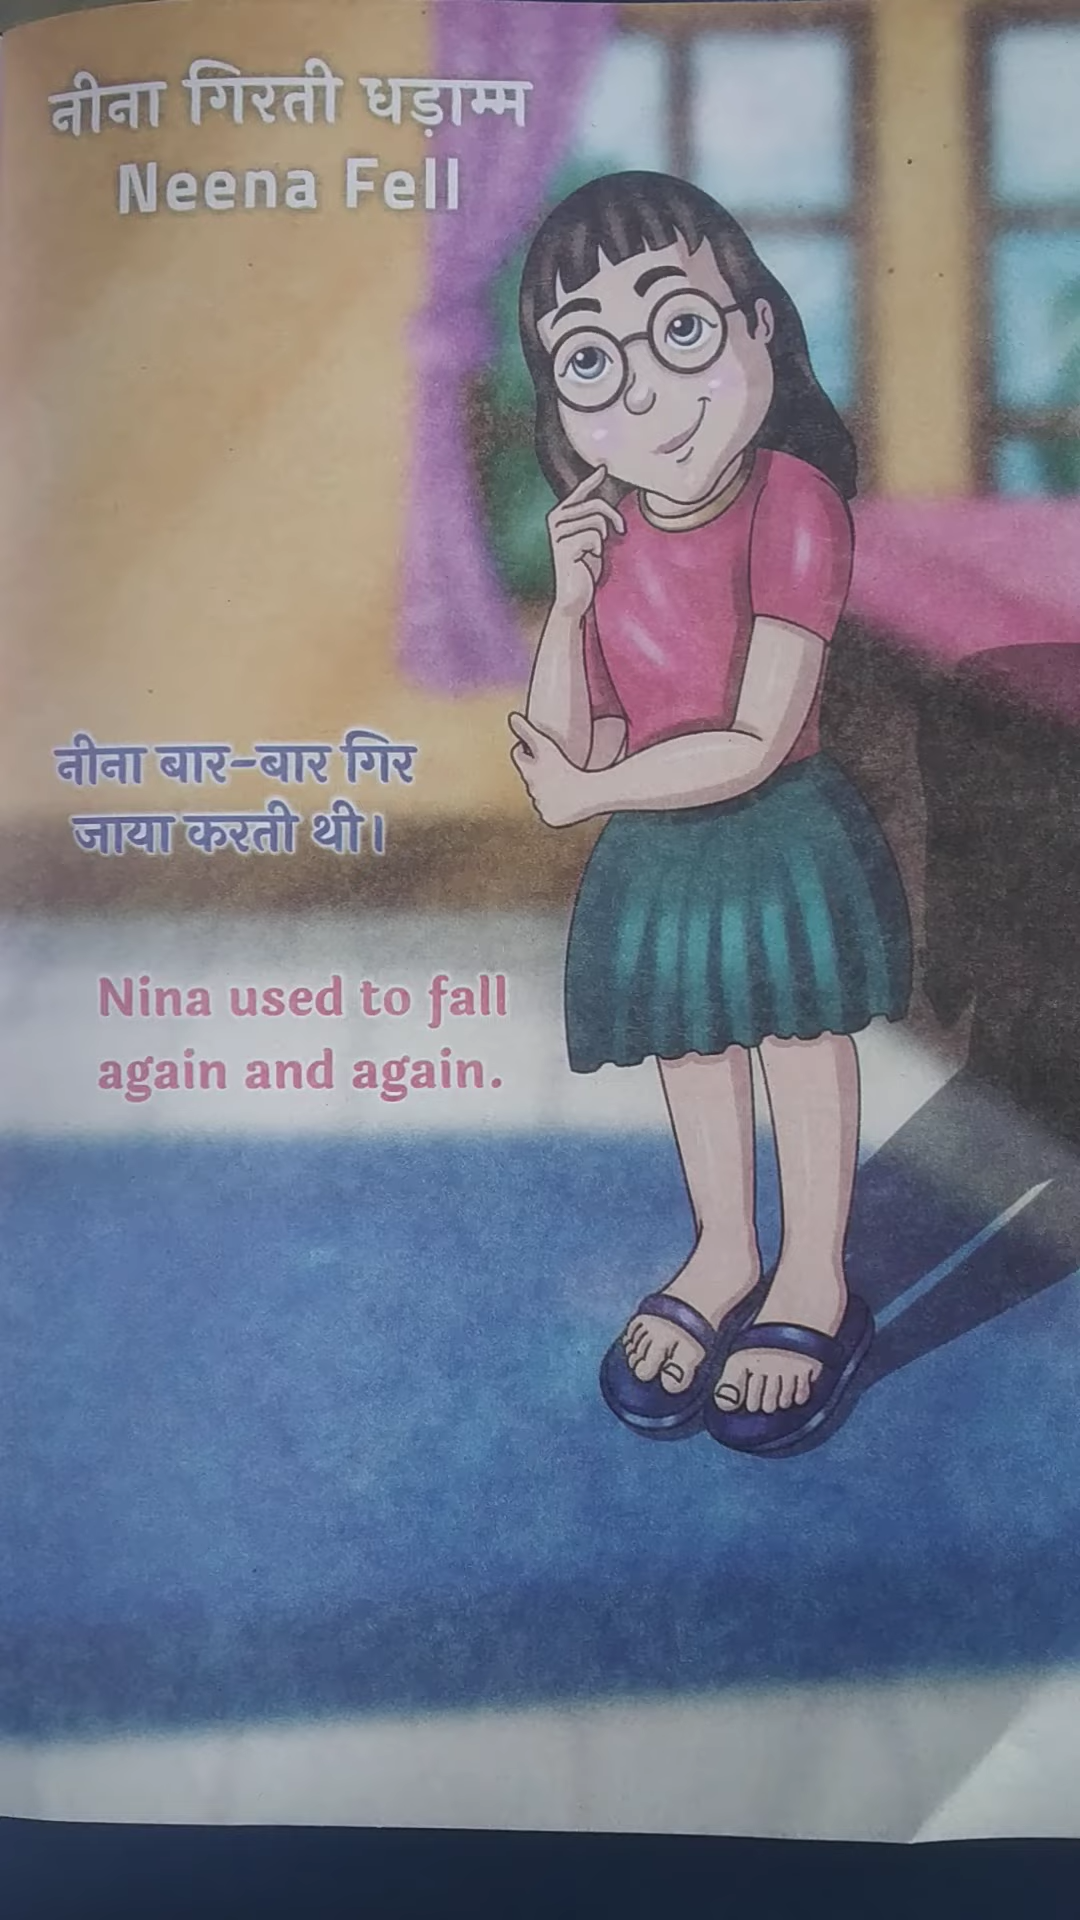 नीना गिरती धड़ाम्म
Neena Fell
नीना बार-बार गिर
जाया करती थी।
Nina used to fall
again and again.